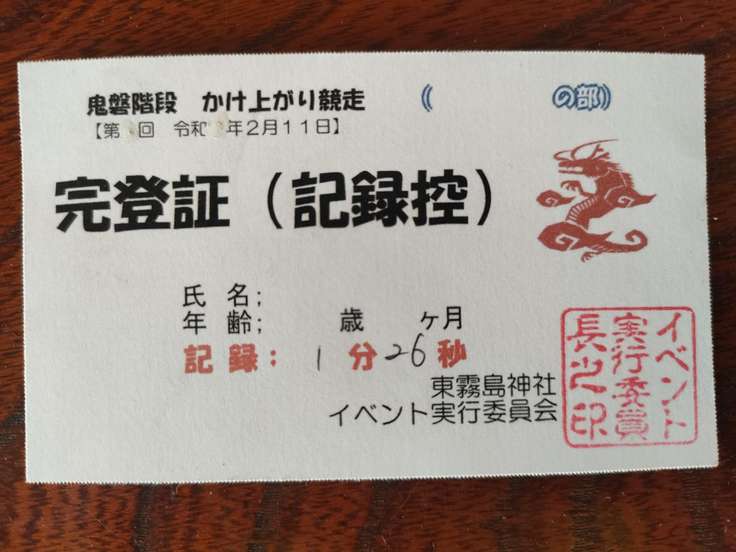 鬼磐階段 かけ上がり競走 ( の部)
【第 回 令和 年2月11日】
完登証(記録控)
氏 名;
年 齢; 歳 ヶ月
記 録: 1 分 26 秒
東霧島神社
イベント実行委員会
イベント
実行委員
長之印